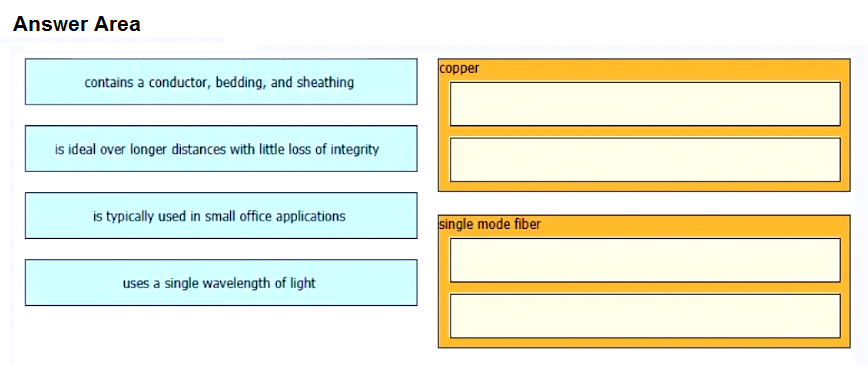 Answer Area
contains a conductor, bedding, and sheathing
is ideal over longer distances with little loss of integrity
is typically used in small office applications
uses a single wavelength of light
copper
single mode fiber